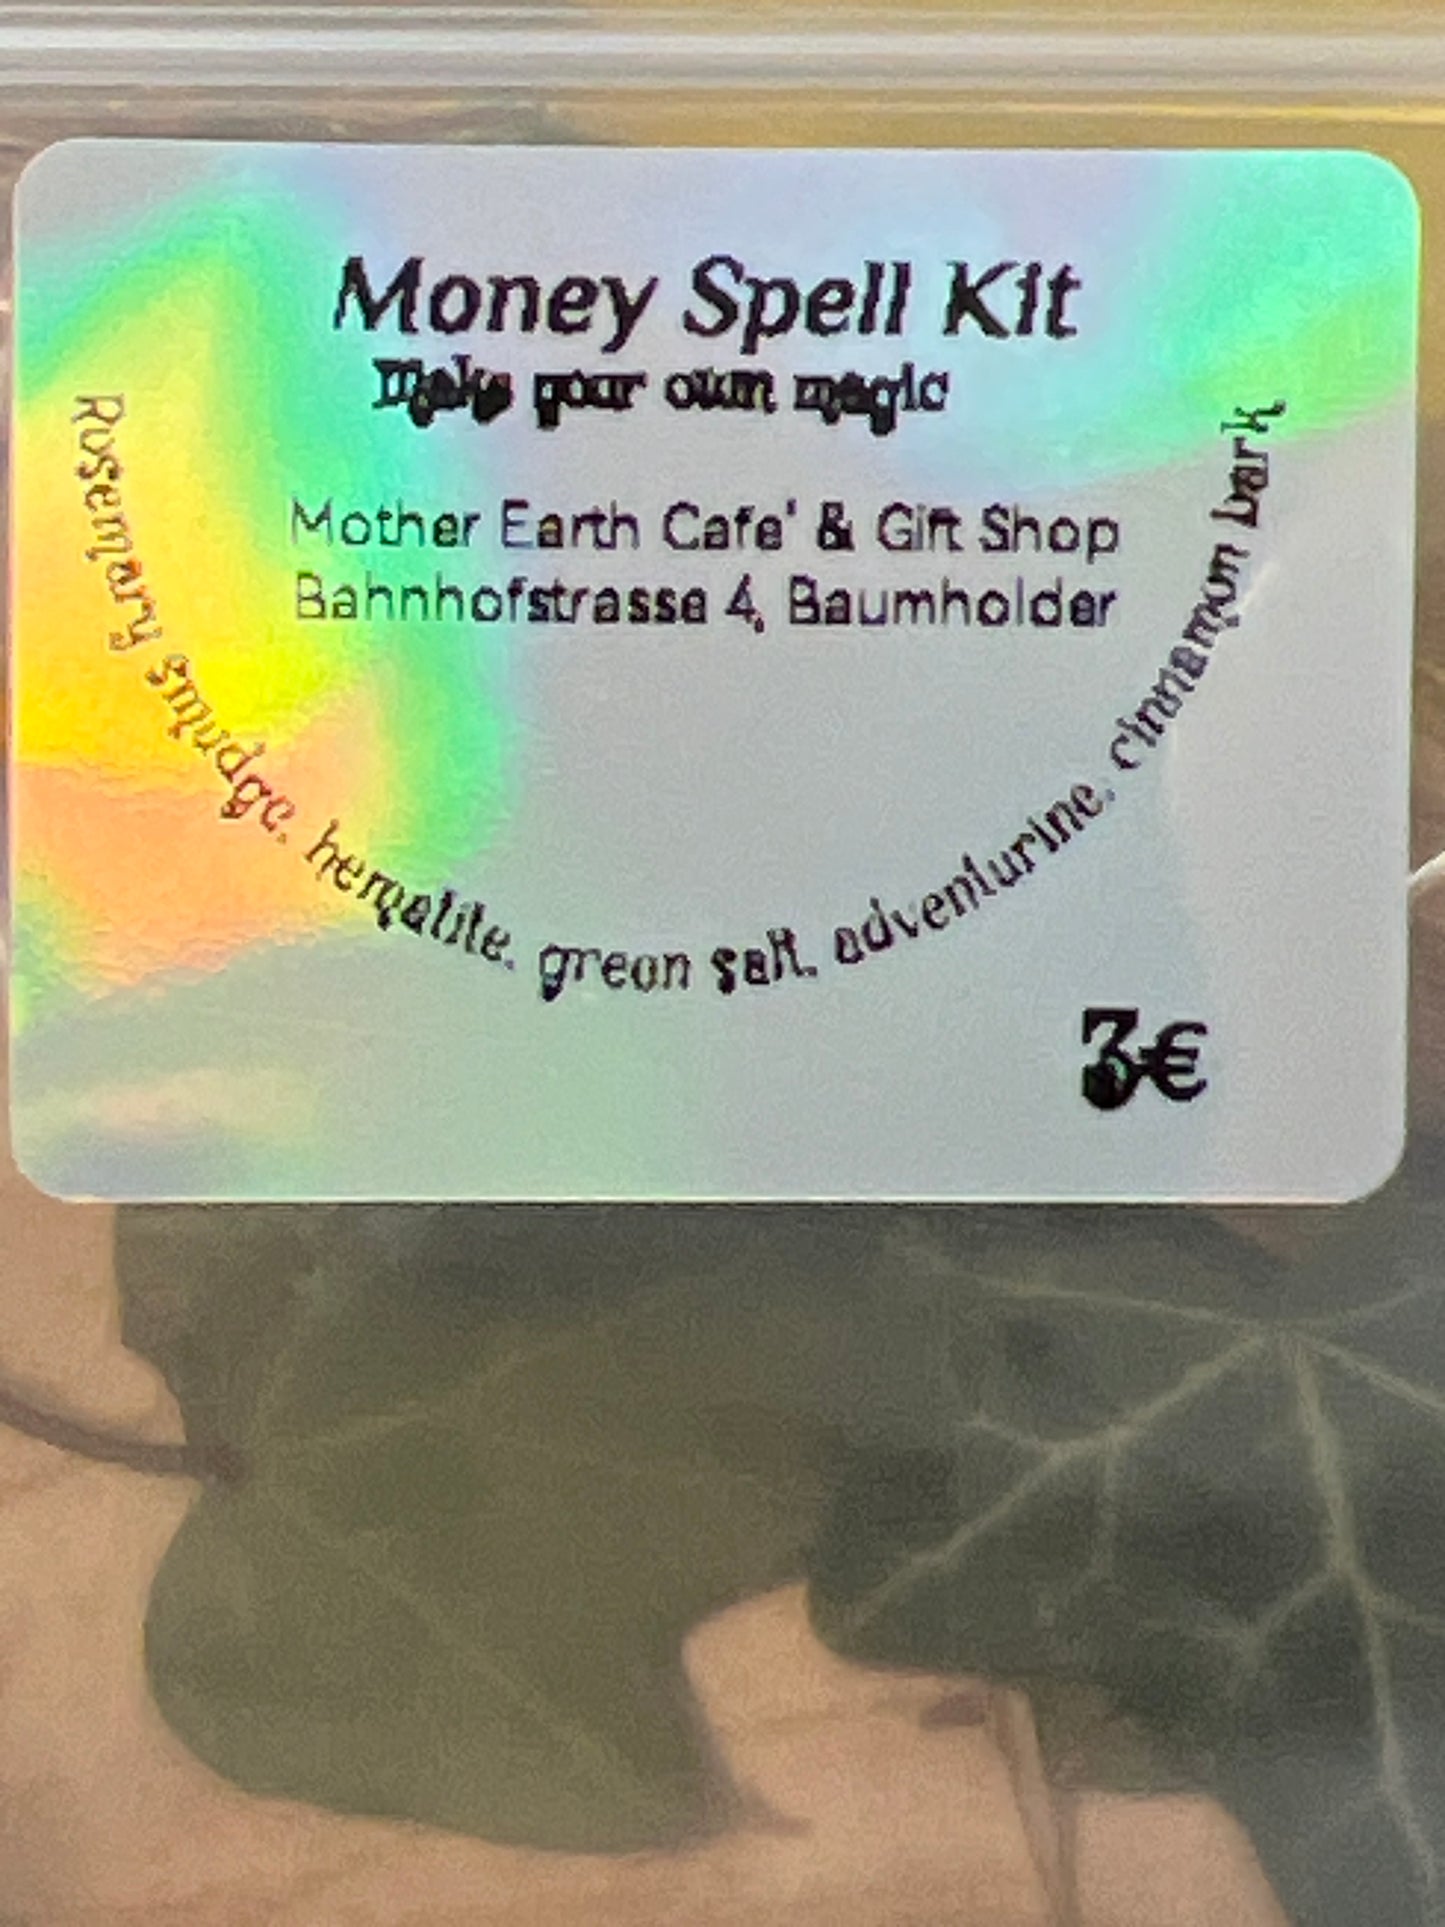 Money Spell Kit
Make your own magic
Mother Earth Cafe' & Gift Shop
Bahnhofstrasse 4, Baumholder
Rosemary smudge, hematite, green salt, adventurine, cinnamon bark
3€